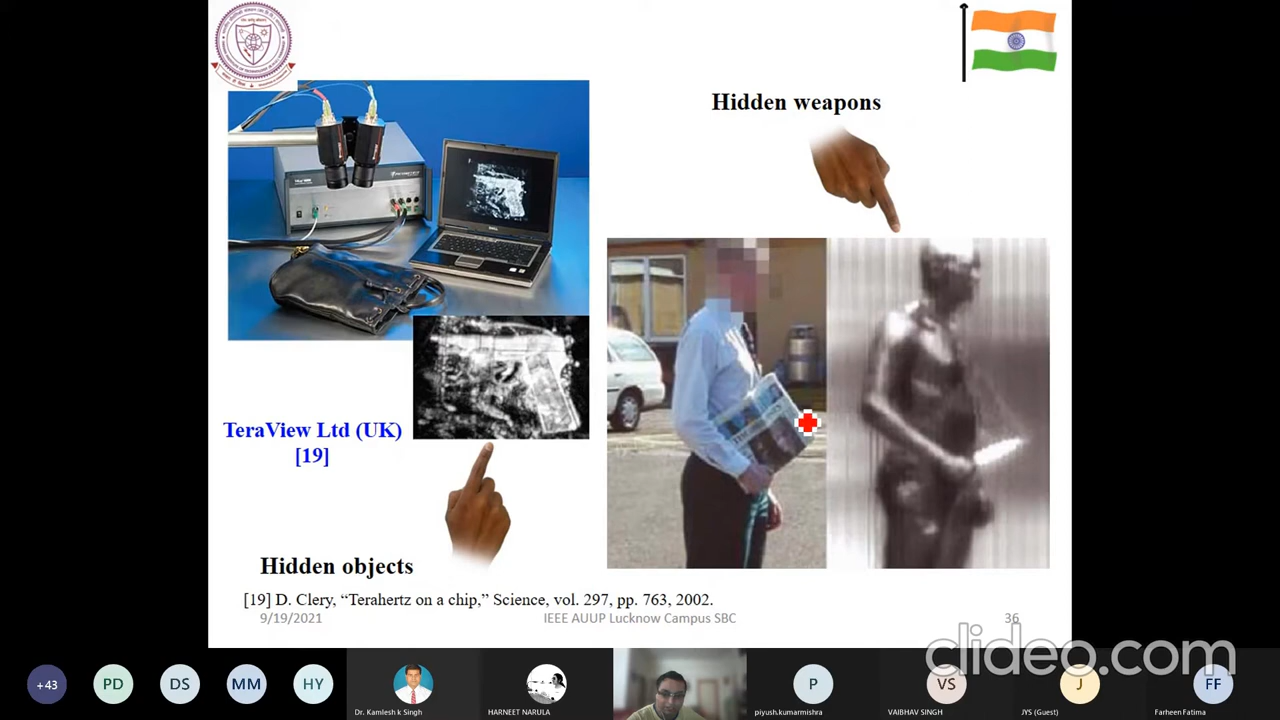 Hidden weapons
TeraView Ltd (UK)
[19]
Hidden objects
[19] D. Clery, “Terahertz on a chip,” Science, vol. 297, pp. 763, 2002.
9/19/2021
IEEE AUUP Lucknow Campus SBC
36
clideo.com
+43
PD
DS
MM
HY
Dr. Kamlesh k Singh
HARNEET NARULA
P
piyush.kumarmishra
VS
VAIBHAV SINGH
J
JYS (Guest)
FF
Farheen Fatima